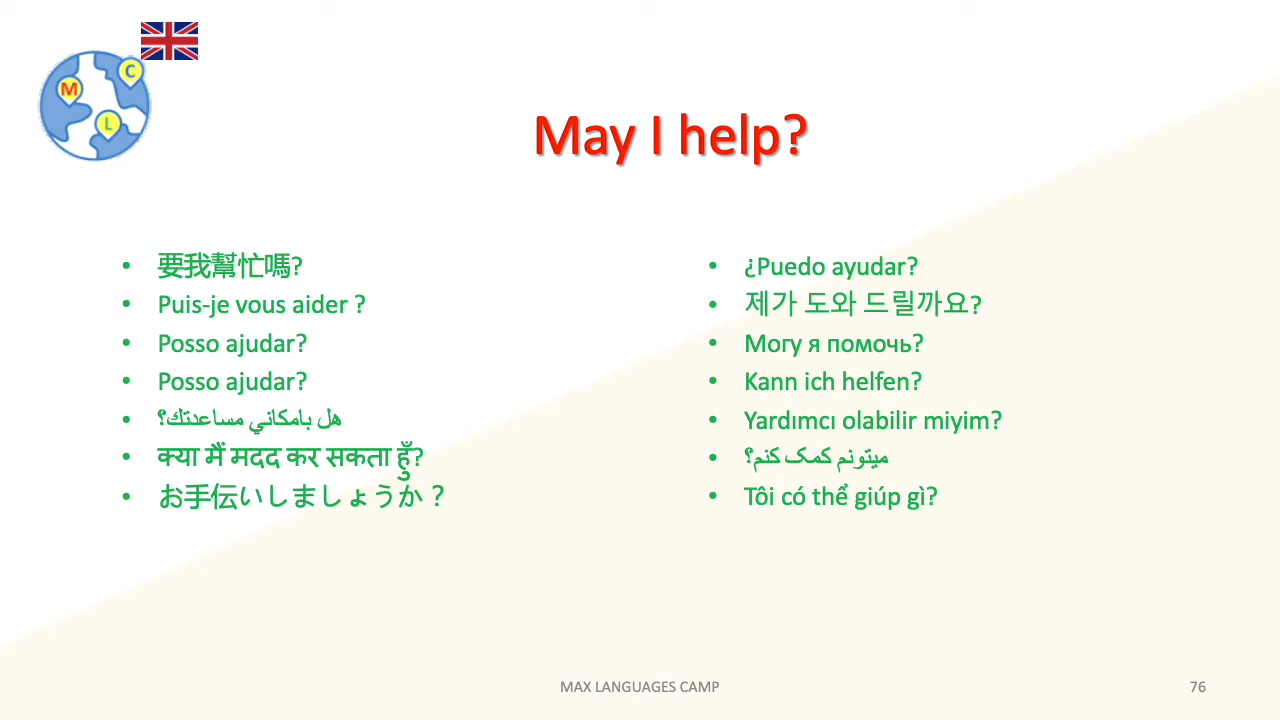 C
M
L
May I help?
• 要我幫忙嗎?
• Puis-je vous aider ?
• Posso ajudar?
• Posso ajudar?
• هل بامكاني مساعدتك؟
• क्या मैं मदद कर सकता हुँ?
• お手伝いしましょうか？
• ¿Puedo ayudar?
• 제가 도와 드릴까요?
• Могу я помочь?
• Kann ich helfen?
• Yardımcı olabilir miyim?
• میتونم کمک کنم؟
• Tôi có thể giúp gì?
MAX LANGUAGES CAMP
76